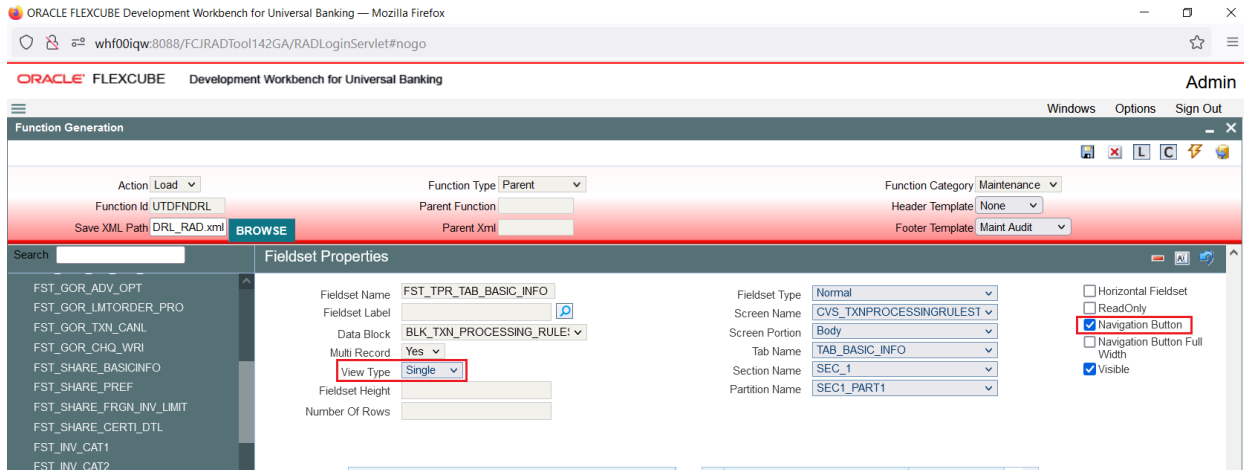 ORACLE FLEXCUBE Development Workbench for Universal Banking — Mozilla Firefox
whf00iqw:8088/FCJRADTool142GA/RADLoginServlet#nogo
ORACLE FLEXCUBE Development Workbench for Universal Banking
Admin
Windows Options Sign Out
Function Generation
L C
Action Load Function Type Parent Function Category Maintenance
Function Id UTDFNDRL Parent Function Header Template None
Save XML Path DRL_RAD.xml BROWSE Parent Xml Footer Template Maint Audit
Search Fieldset Properties
FST_GOR_ADV_OPT
FST_GOR_LMTORDER_PRO
FST_GOR_TXN_CANL
FST_GOR_CHQ_WRI
FST_SHARE_BASICINFO
FST_SHARE_PREF
FST_SHARE_FRGN_INV_LIMIT
FST_SHARE_CERTI_DTL
FST_INV_CAT1
FST_INV_CAT2
Fieldset Name FST_TPR_TAB_BASIC_INFO
Fieldset Label
Data Block BLK_TXN_PROCESSING_RULES
Multi Record Yes
View Type Single
Fieldset Height
Number Of Rows
Fieldset Type Normal
Screen Name CVS_TXNPROCESSINGRULEST
Screen Portion Body
Tab Name TAB_BASIC_INFO
Section Name SEC_1
Partition Name SEC1_PART1
Horizontal Fieldset
ReadOnly
Navigation Button
Navigation Button Full
Width
Visible